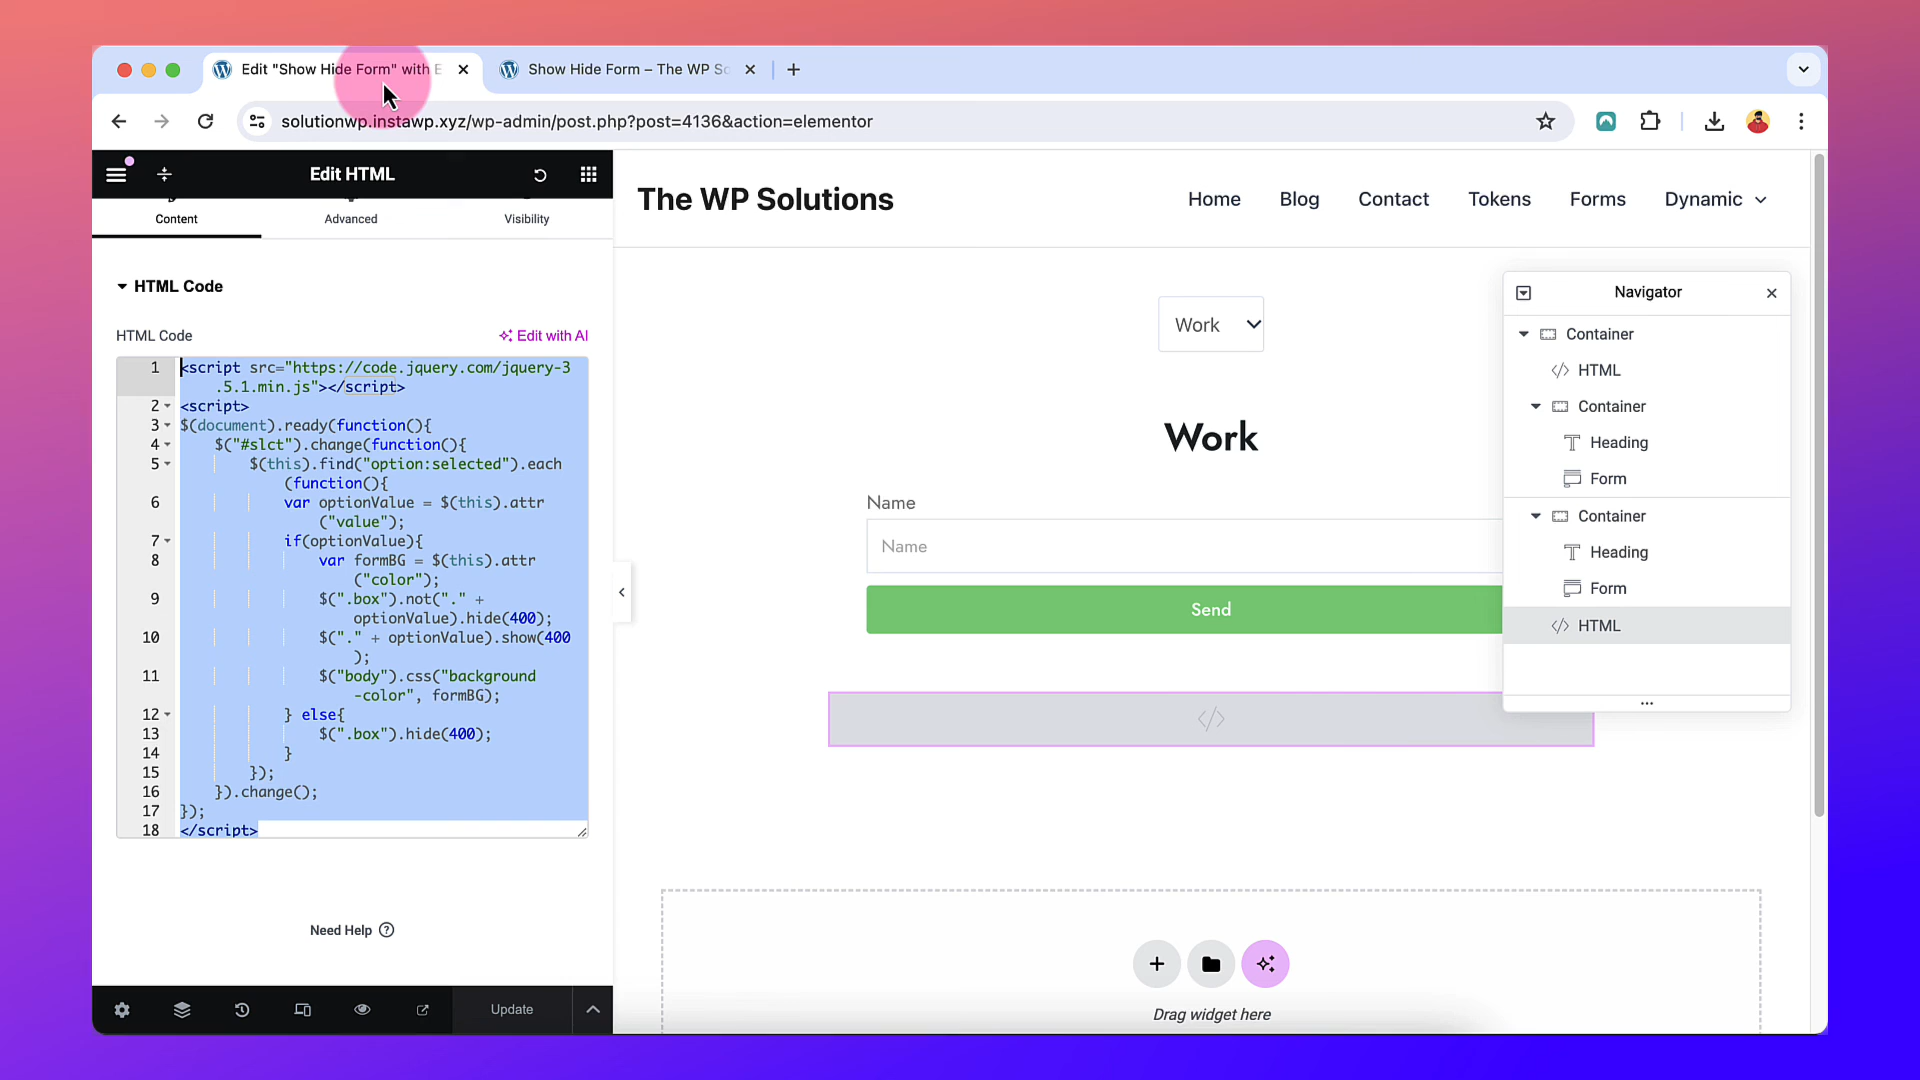 Edit "Show Hide Form" with E
Show Hide Form – The WP So
solutionwp.instawp.xyz/wp-admin/post.php?post=4136&action=elementor
Edit HTML
Content
Advanced
Visibility
HTML Code
HTML Code
Edit with AI
1 <script src="https://code.jquery.com/jquery-3
.5.1.min.js"></script>
2 <script>
3 $(document).ready(function(){
4 $("#slct").change(function(){
5 $(this).find("option:selected").each
(function(){
6 var optionValue = $(this).attr
("value");
7 if(optionValue){
8 var formBG = $(this).attr
("color");
9 $(".box").not("." +
optionValue).hide(400);
10 $("." + optionValue).show(400
);
11 $("body").css("background
-color", formBG);
12 } else{
13 $(".box").hide(400);
14 }
15 });
16 }).change();
17 });
18 </script>
Need Help
Update
The WP Solutions
Home
Blog
Contact
Tokens
Forms
Dynamic
Work
Work
Name
Name
Send
Drag widget here
Navigator
Container
HTML
Container
Heading
Form
Container
Heading
Form
HTML